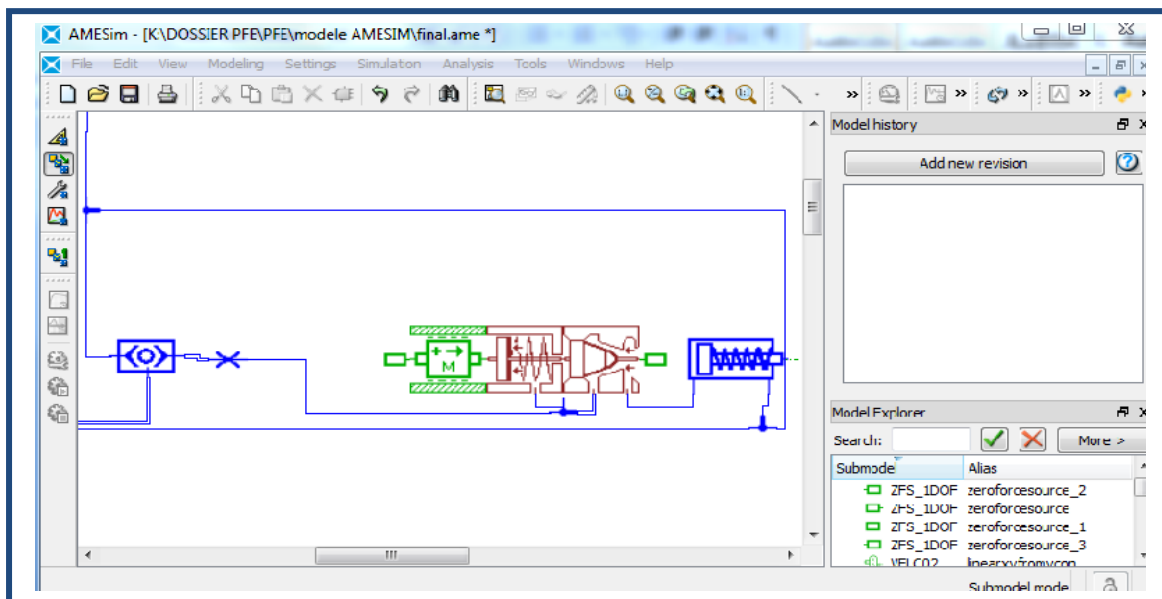 AMESim - [K:\DOSSIER PFE\PFE\modele AMESIM\final.ame *]
File Edit View Modeling Settings Simulation Analysis Tools Windows Help
Model history
Add new revision
M
Model Explorer
Search: More >
Submodel Alias
ZFS_1DOF zeroforcesource_2
ZFS_1DOF zeroforcesource
ZFS_1DOF zeroforcesource_1
ZFS_1DOF zeroforcesource_3
VELC02
Submodel mode